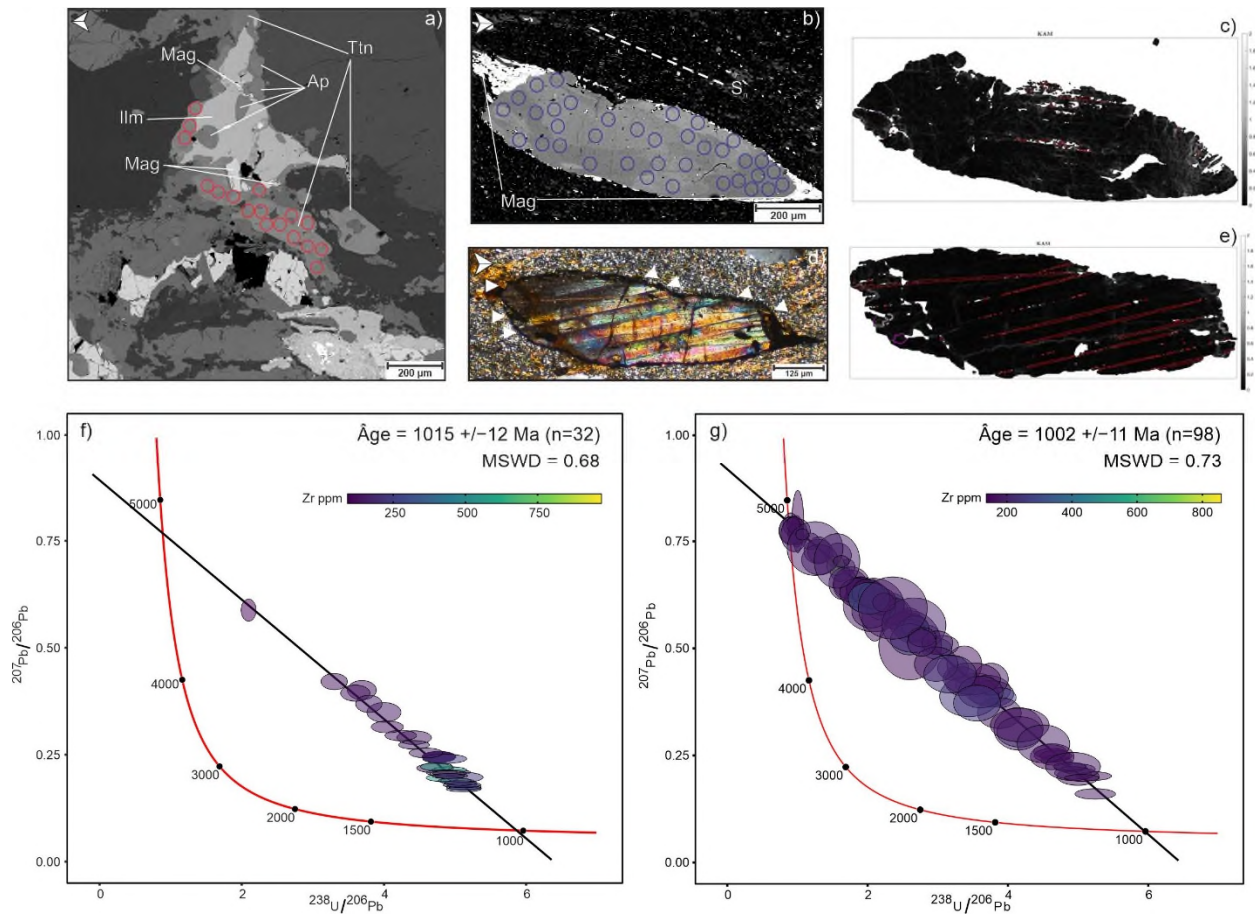 a)
Mag
Ttn
Ap
Ilm
Mag
200 µm
b)
S
Mag
200 µm
c)
KAM
d)
125 µm
e)
KAM
f)
Âge = 1015 +/−12 Ma (n=32)
MSWD = 0.68
Zr ppm
250 500 750
1.00
0.75
0.50
0.25
0.00
5000
4000
3000
2000
1500
1000
0 2 4 6
²⁰⁷Pb/²⁰⁶Pb
²³⁸U/²⁰⁶Pb
g)
Âge = 1002 +/−11 Ma (n=98)
MSWD = 0.73
Zr ppm
200 400 600 800
1.00
0.75
0.50
0.25
0.00
5000
4000
3000
2000
1500
1000
0 2 4 6
²⁰⁷Pb/²⁰⁶Pb
²³⁸U/²⁰⁶Pb